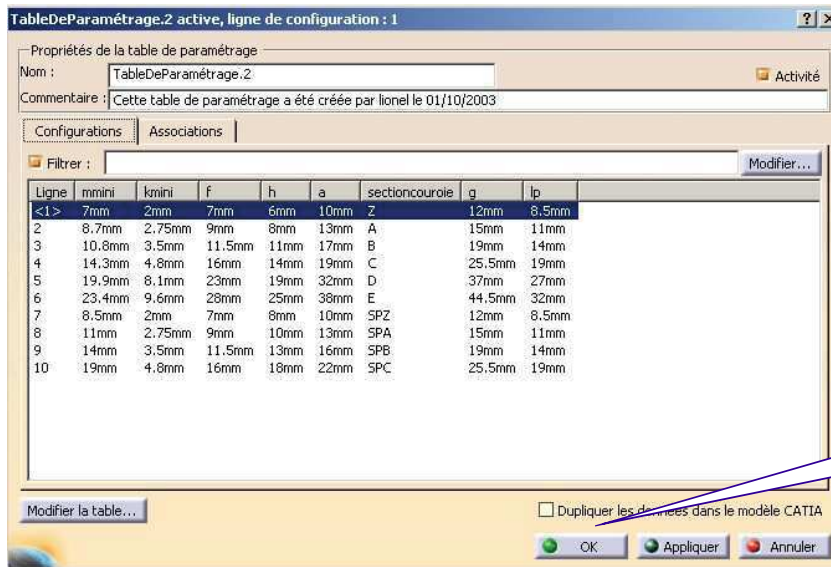 TableDeParamétrage.2 active, ligne de configuration : 1
Propriétés de la table de paramétrage
Nom : TableDeParamétrage.2 Activité
Commentaire : Cette table de paramétrage a été créée par lionel le 01/10/2003
Configurations Associations
Filtrer : Modifier...
Ligne mmini kmini f h a sectioncouroie g lp
<1> 7mm 2mm 7mm 6mm 10mm Z 12mm 8.5mm
2 8.7mm 2.75mm 9mm 8mm 13mm A 15mm 11mm
3 10.8mm 3.5mm 11.5mm 11mm 17mm B 19mm 14mm
4 14.3mm 4.8mm 16mm 14mm 19mm C 25.5mm 19mm
5 19.9mm 8.1mm 23mm 19mm 32mm D 37mm 27mm
6 23.4mm 9.6mm 28mm 25mm 38mm E 44.5mm 32mm
7 8.5mm 2mm 7mm 8mm 10mm SPZ 12mm 8.5mm
8 11mm 2.75mm 9mm 10mm 13mm SPA 15mm 11mm
9 14mm 3.5mm 11.5mm 13mm 16mm SPB 19mm 14mm
10 19mm 4.8mm 16mm 18mm 22mm SPC 25.5mm 19mm
Modifier la table... Dupliquer les données dans le modèle CATIA
OK Appliquer Annuler